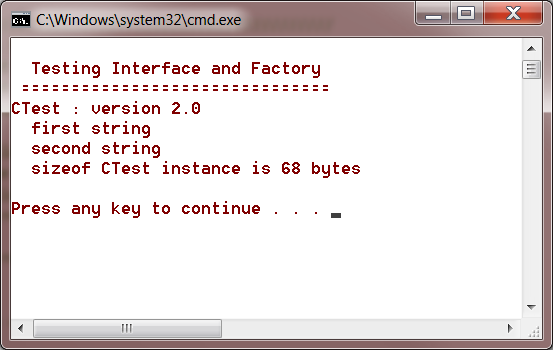 C:\Windows\system32\cmd.exe
Testing Interface and Factory
-------------------------------
CTest : version 2.0
first string
second string
sizeof CTest instance is 68 bytes
Press any key to continue . . .